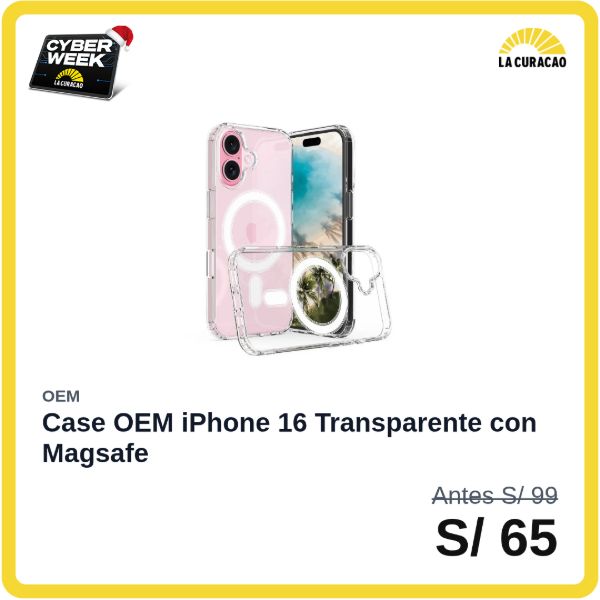 CYBER
WEEK
LA CURACAO
LA CURACAO
OEM
Case OEM iPhone 16 Transparente con
Magsafe
Antes S/ 99
S/ 65